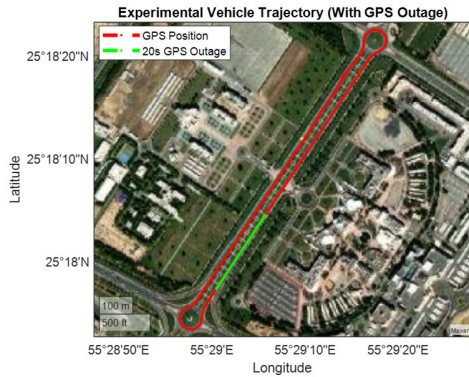 Experimental Vehicle Trajectory (With GPS Outage)
GPS Position
20s GPS Outage
25°18'20"N
25°18'10"N
25°18'N
Latitude
100 m
500 ft
Maxar
55°28'50"E 55°29'E 55°29'10"E 55°29'20"E
Longitude